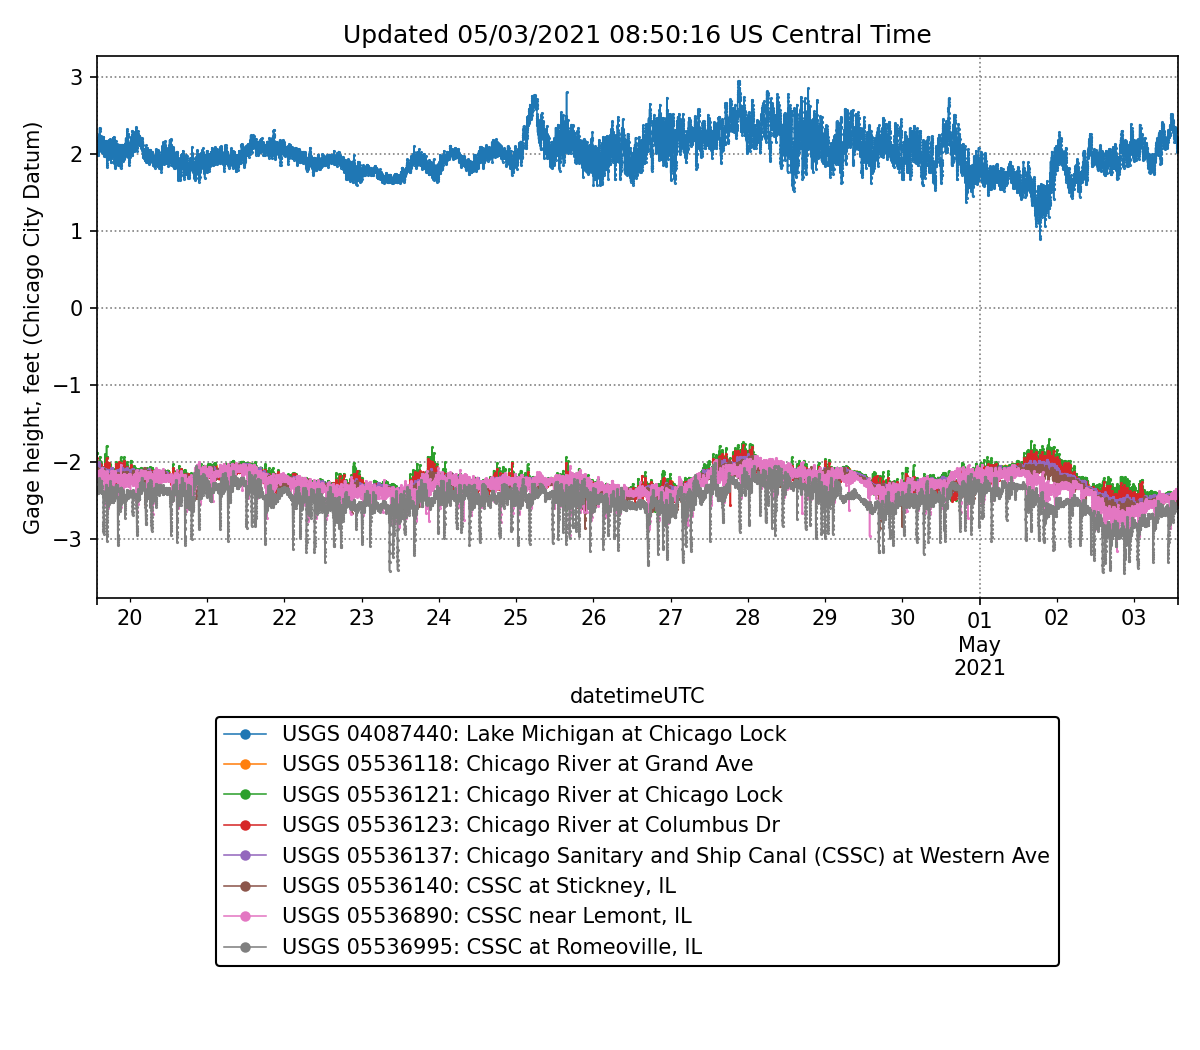 Updated 05/03/2021 08:50:16 US Central Time
Gage height, feet (Chicago City Datum)
3
2
1
0
−1
−2
−3
20 21 22 23 24 25 26 27 28 29 30 01 02 03
May
2021
datetimeUTC
USGS 04087440: Lake Michigan at Chicago Lock
USGS 05536118: Chicago River at Grand Ave
USGS 05536121: Chicago River at Chicago Lock
USGS 05536123: Chicago River at Columbus Dr
USGS 05536137: Chicago Sanitary and Ship Canal (CSSC) at Western Ave
USGS 05536140: CSSC at Stickney, IL
USGS 05536890: CSSC near Lemont, IL
USGS 05536995: CSSC at Romeoville, IL